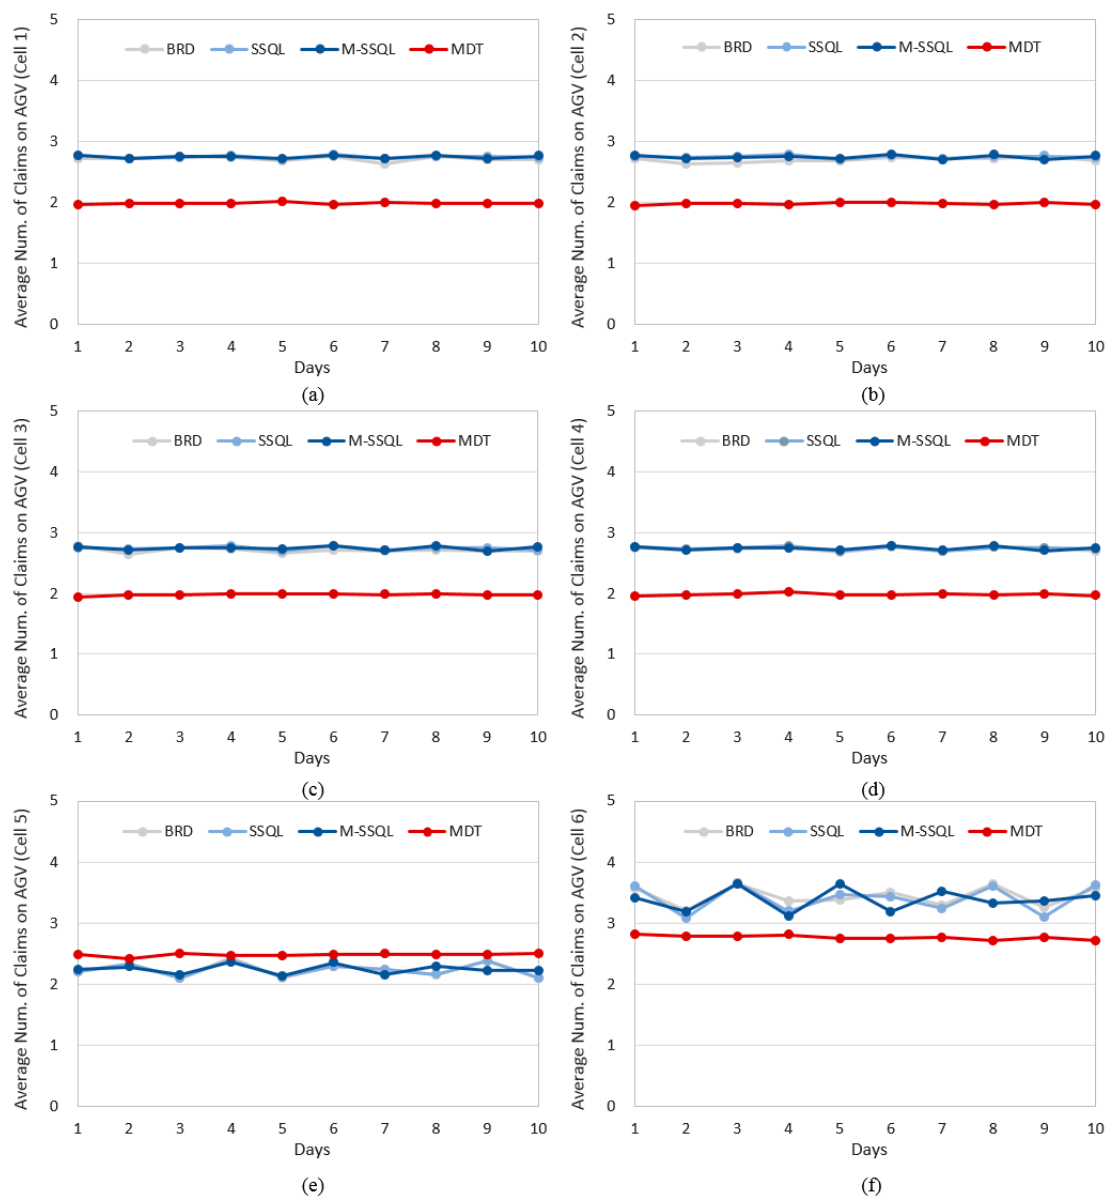 Average Num. of Claims on AGV (Cell 1)
BRD SSQL M-SSQL MDT
5
4
3
2
1
0
1 2 3 4 5 6 7 8 9 10
Days
(a)
Average Num. of Claims on AGV (Cell 2)
BRD SSQL M-SSQL MDT
5
4
3
2
1
0
1 2 3 4 5 6 7 8 9 10
Days
(b)
Average Num. of Claims on AGV (Cell 3)
BRD SSQL M-SSQL MDT
5
4
3
2
1
0
1 2 3 4 5 6 7 8 9 10
Days
(c)
Average Num. of Claims on AGV (Cell 4)
BRD SSQL M-SSQL MDT
5
4
3
2
1
0
1 2 3 4 5 6 7 8 9 10
Days
(d)
Average Num. of Claims on AGV (Cell 5)
BRD SSQL M-SSQL MDT
5
4
3
2
1
0
1 2 3 4 5 6 7 8 9 10
Days
(e)
Average Num. of Claims on AGV (Cell 6)
BRD SSQL M-SSQL MDT
5
4
3
2
1
0
1 2 3 4 5 6 7 8 9 10
Days
(f)